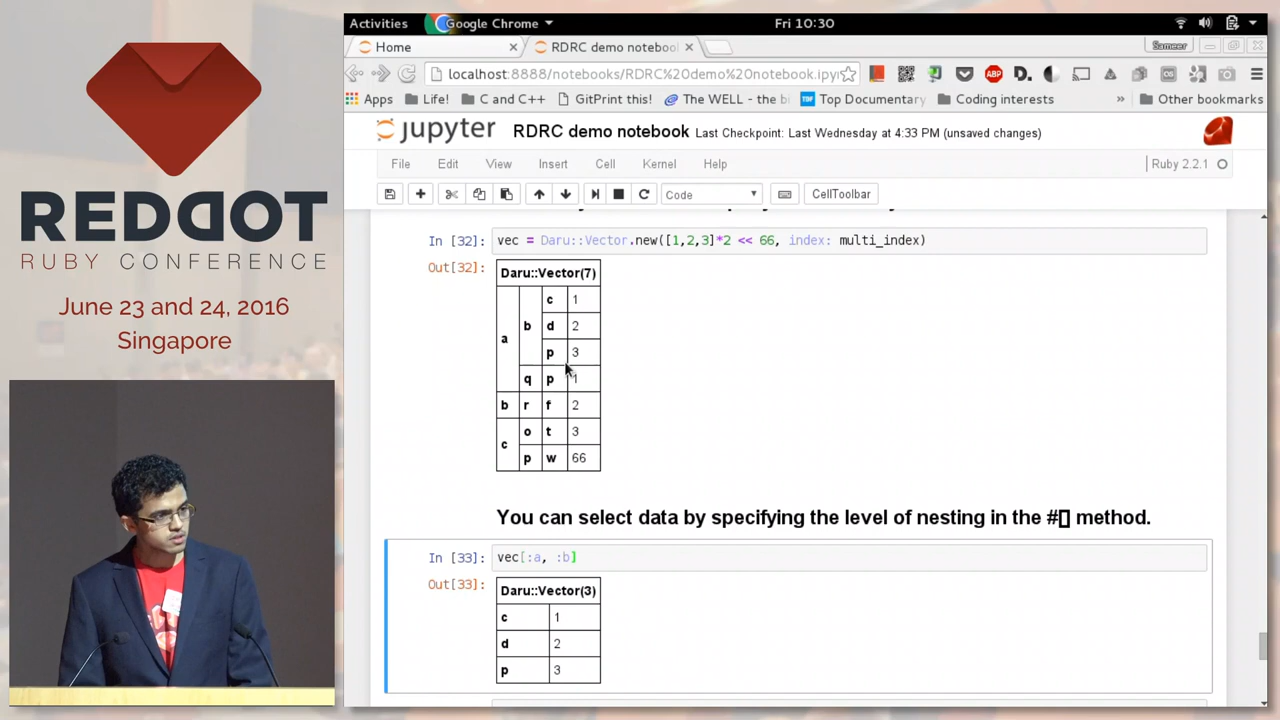 REDDOT
RUBY CONFERENCE
June 23 and 24, 2016
Singapore
Activities Google Chrome Fri 10:30
Home RDRC demo noteboo Sameer
localhost:8888/notebooks/RDRC%20demo%20notebook.ipy ABP D.
Apps Life! C and C++ GitPrint this! The WELL - the b TDF Top Documentary Coding interests » Other bookmarks
jupyter RDRC demo notebook Last Checkpoint: Last Wednesday at 4:33 PM (unsaved changes)
File Edit View Insert Cell Kernel Help Ruby 2.2.1
Code CellToolbar
In [32]: vec = Daru::Vector.new([1,2,3]*2 << 66, index: multi_index)
Out[32]: Daru::Vector(7)
a b c 1
d 2
p 3
q p 1
b r f 2
c o t 3
p w 66
You can select data by specifying the level of nesting in the #[] method.
In [33]: vec[:a, :b]
Out[33]: Daru::Vector(3)
c 1
d 2
p 3